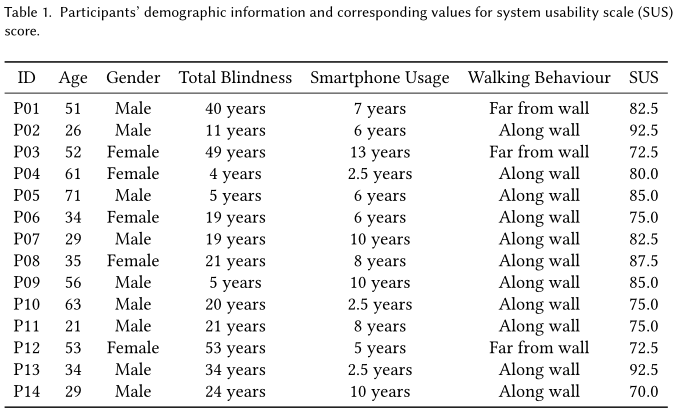 Table 1. Participants' demographic information and corresponding values for system usability scale (SUS)
score.
ID Age Gender Total Blindness Smartphone Usage Walking Behaviour SUS
P01 51 Male 40 years 7 years Far from wall 82.5
P02 26 Male 11 years 6 years Along wall 92.5
P03 52 Female 49 years 13 years Far from wall 72.5
P04 61 Female 4 years 2.5 years Along wall 80.0
P05 71 Male 5 years 6 years Along wall 85.0
P06 34 Female 19 years 6 years Along wall 75.0
P07 29 Male 19 years 10 years Along wall 82.5
P08 35 Female 21 years 8 years Along wall 87.5
P09 56 Male 5 years 10 years Along wall 85.0
P10 63 Male 20 years 2.5 years Along wall 75.0
P11 21 Male 21 years 8 years Along wall 75.0
P12 53 Female 53 years 5 years Far from wall 72.5
P13 34 Male 34 years 2.5 years Along wall 92.5
P14 29 Male 24 years 10 years Along wall 70.0